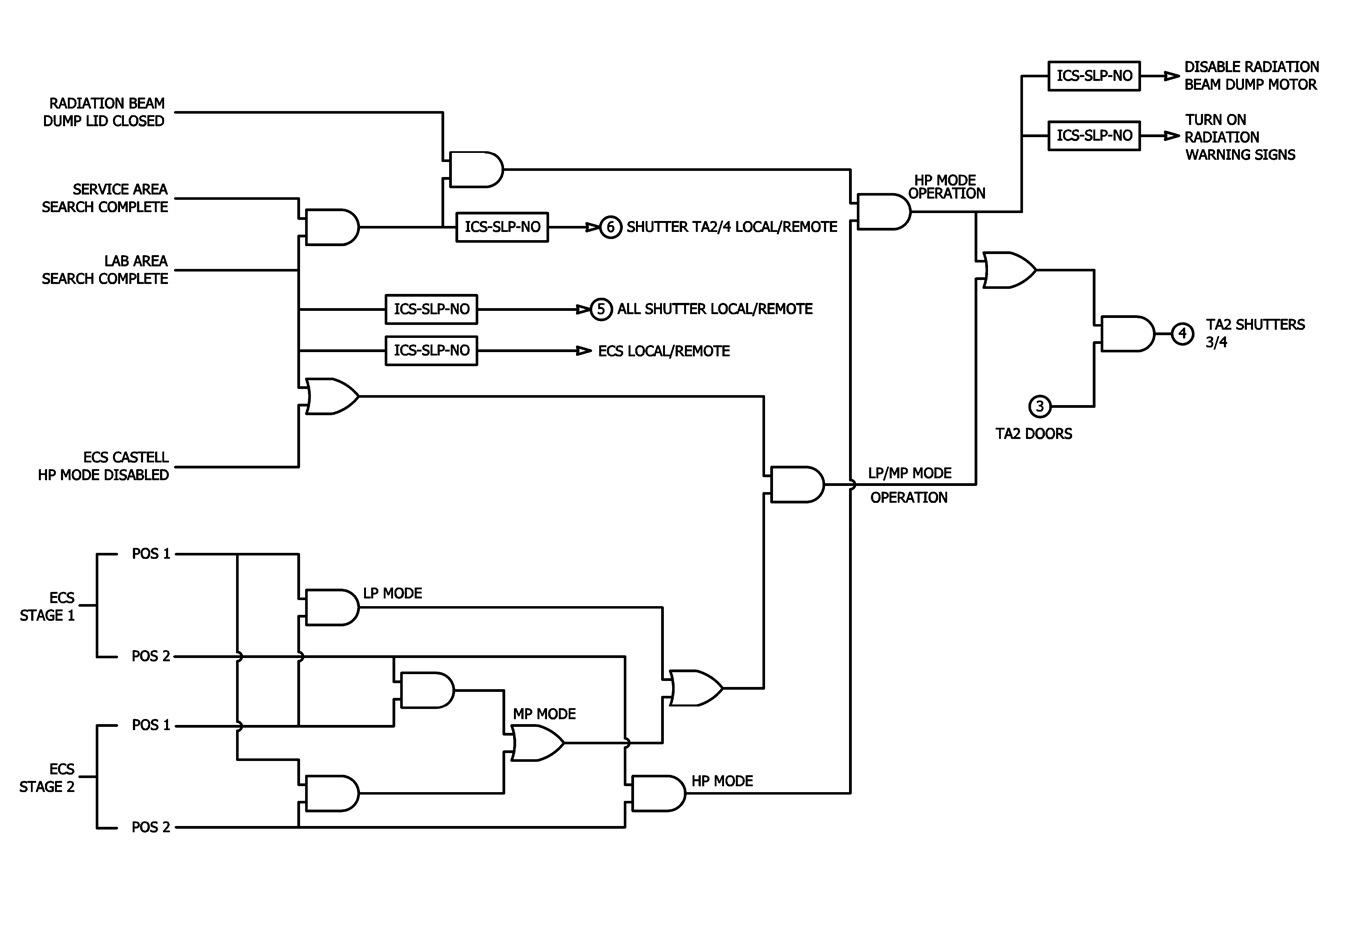 RADIATION BEAM
DUMP LID CLOSED
SERVICE AREA
SEARCH COMPLETE
LAB AREA
SEARCH COMPLETE
ECS CASTELL
HP MODE DISABLED
ICS-SLP-NO
6
SHUTTER TA2/4 LOCAL/REMOTE
ICS-SLP-NO
5
ALL SHUTTER LOCAL/REMOTE
ICS-SLP-NO
ECS LOCAL/REMOTE
HP MODE
OPERATION
ICS-SLP-NO
DISABLE RADIATION
BEAM DUMP MOTOR
ICS-SLP-NO
TURN ON
RADIATION
WARNING SIGNS
4
TA2 SHUTTERS
3/4
3
TA2 DOORS
LP/MP MODE
OPERATION
ECS
STAGE 1
POS 1
POS 2
ECS
STAGE 2
POS 1
POS 2
LP MODE
MP MODE
HP MODE